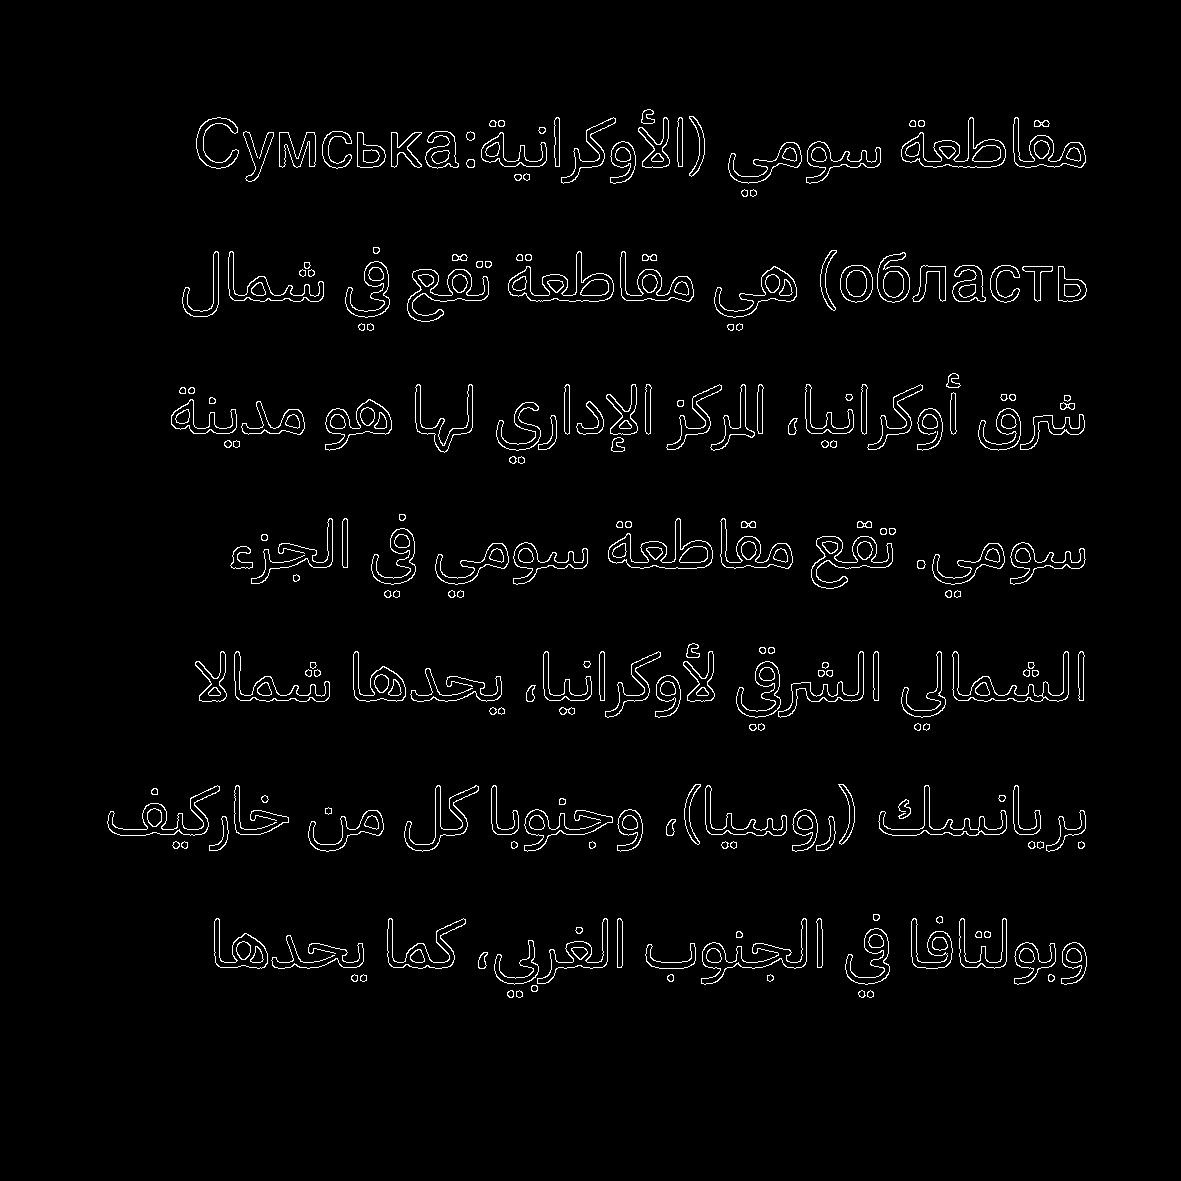 مقاطعة سومي (الأوكرانية:Сумська
область) هي مقاطعة تقع في شمال
شرق أوكرانيا، المركز الإداري لها هو مدينة
سومي. تقع مقاطعة سومي في الجزء
الشمالي الشرقي لأوكرانيا، يحدها شمالا
بريانسك (روسيا)، وجنوبا كل من خاركيف
وبولتافا في الجنوب الغربي، كما يحدها